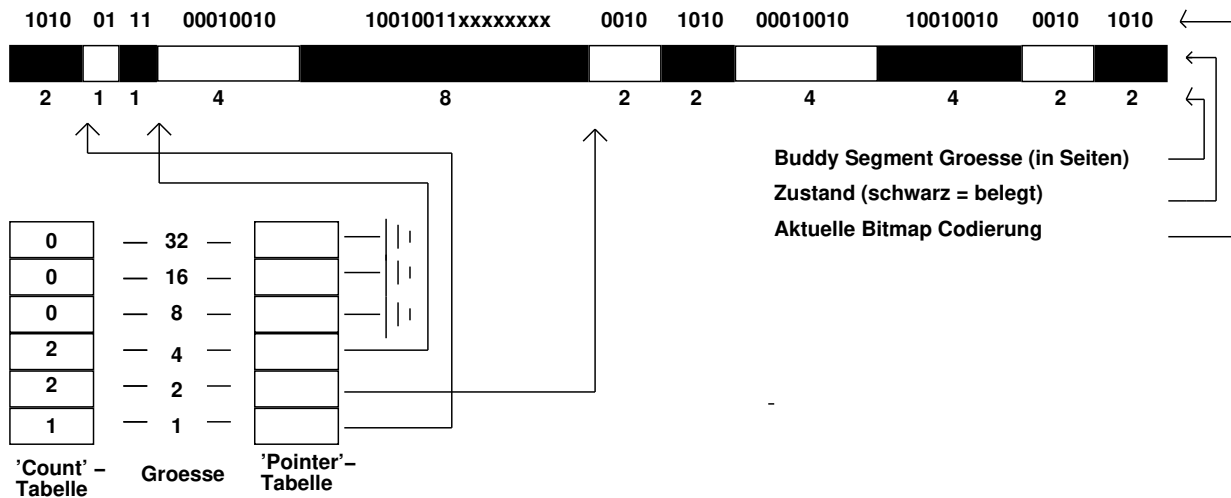 1010 01 11 00010010 10010011xxxxxxxx 0010 1010 00010010 10010010 0010 1010
2 1 1 4 8 2 2 4 4 2 2
Buddy Segment Groesse (in Seiten)
Zustand (schwarz = belegt)
Aktuelle Bitmap Codierung
0 — 32 —
0 — 16 —
0 — 8 —
2 — 4 —
2 — 2 —
1 — 1 —
'Count' –
Tabelle
Groesse
'Pointer'–
Tabelle